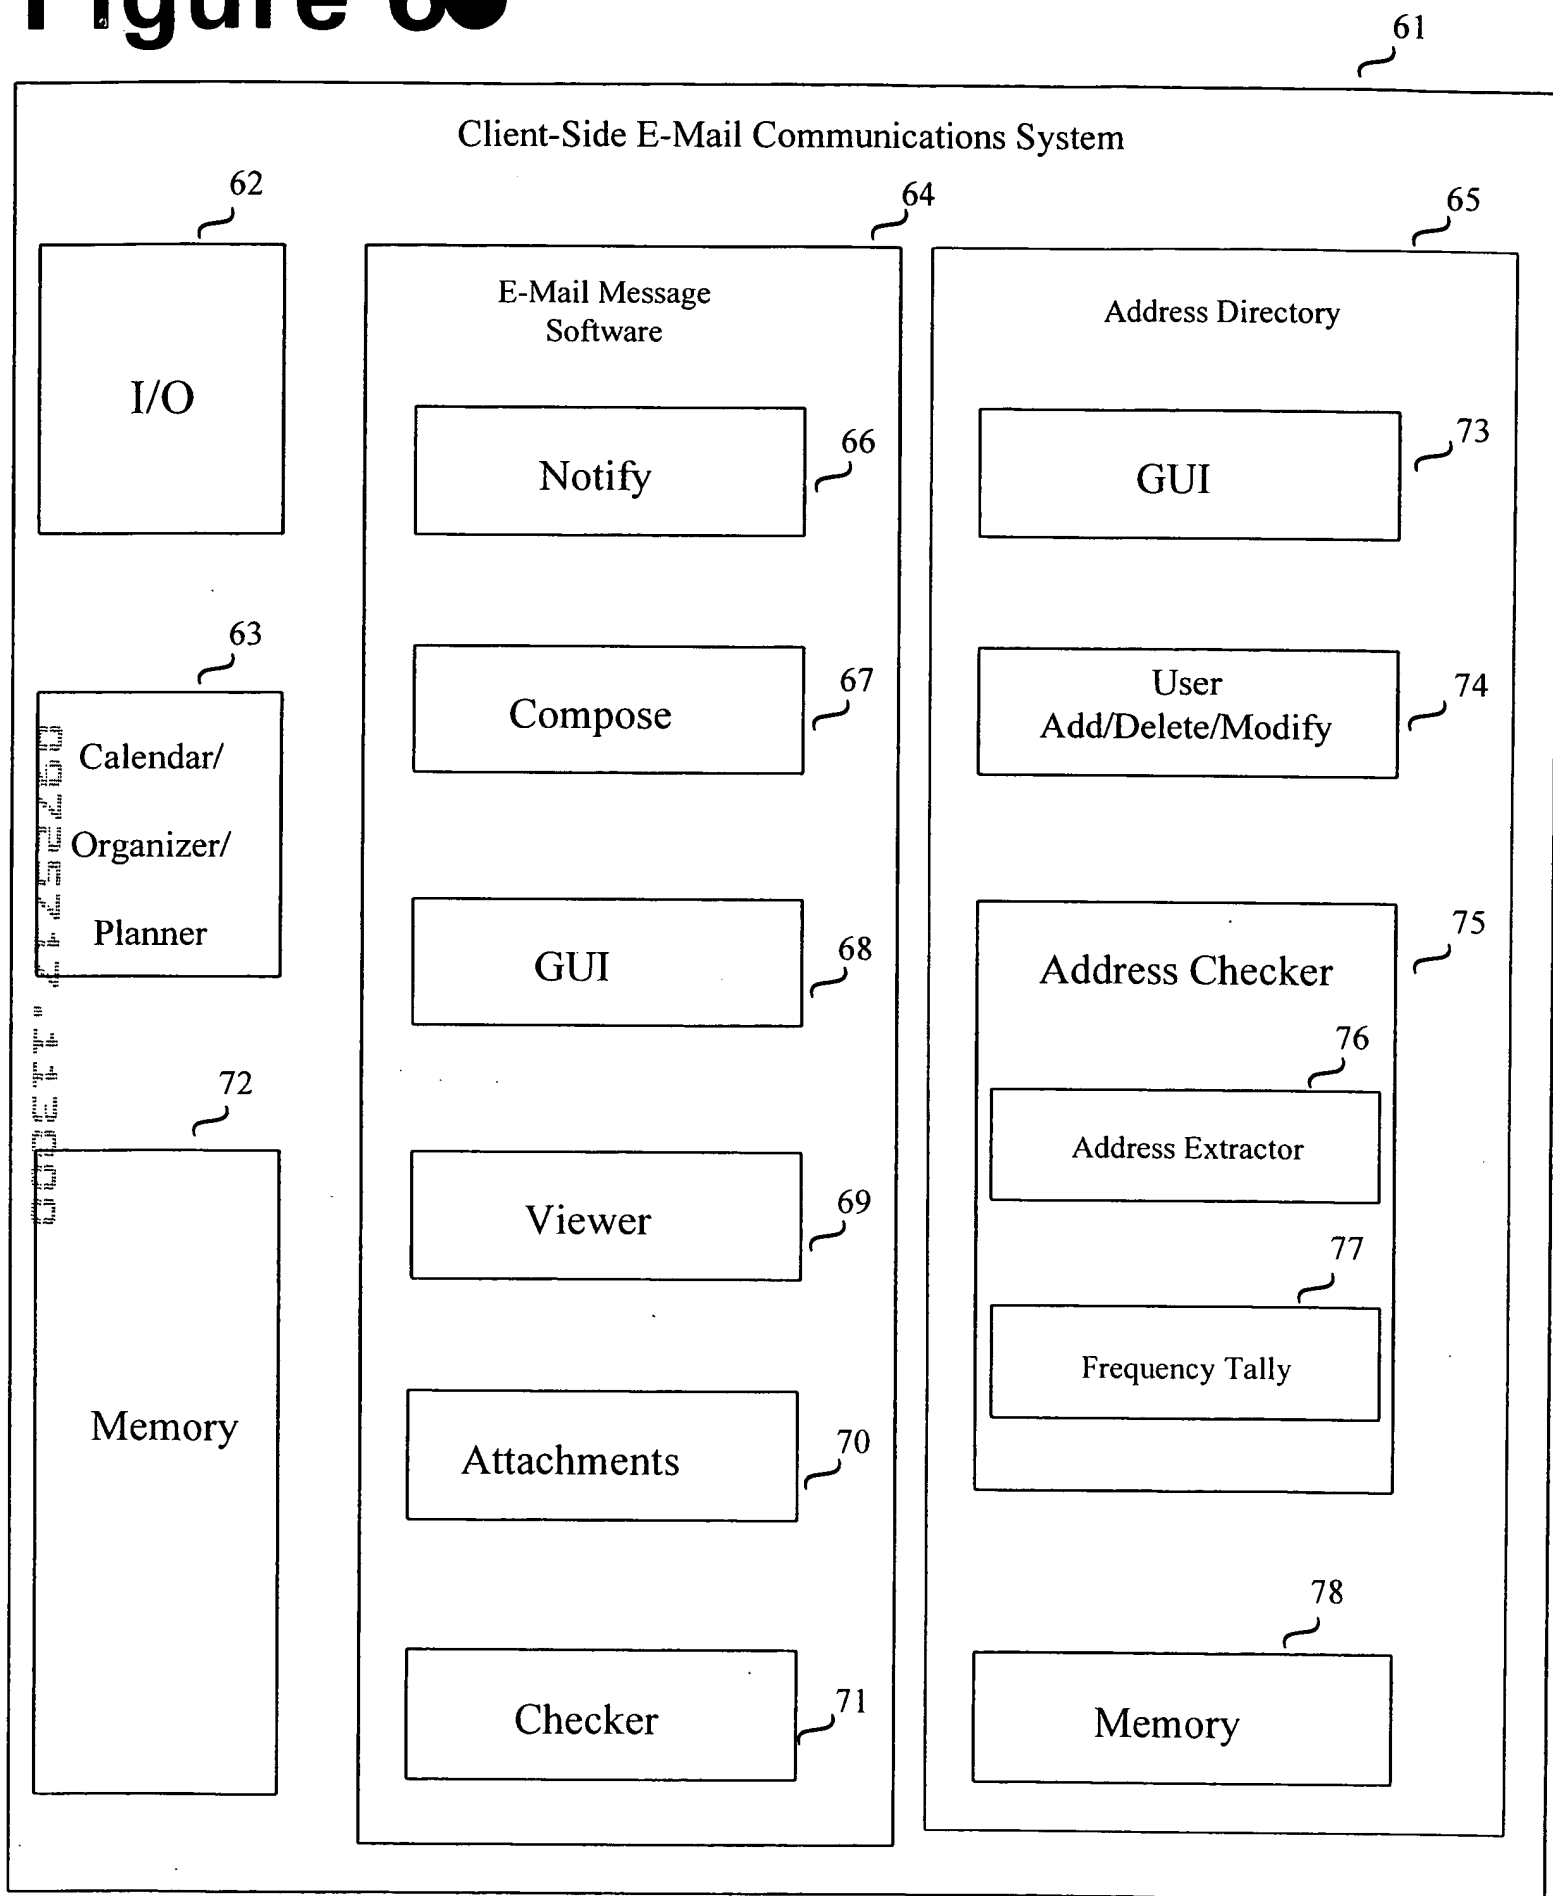 Figure 6
61
Client-Side E-Mail Communications System
62
64
65
I/O
E-Mail Message
Software
Address Directory
Notify
66
GUI
73
63
Calendar/
Organizer/
Planner
Compose
67
User
Add/Delete/Modify
74
GUI
68
Address Checker
75
72
Memory
76
Address Extractor
Viewer
69
77
Frequency Tally
Attachments
70
78
Checker
71
Memory